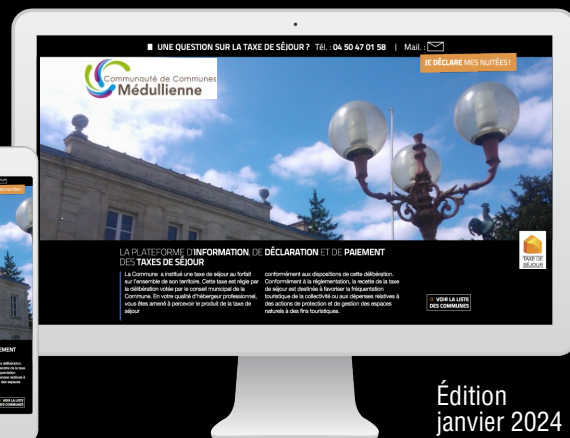 UNE QUESTION SUR LA TAXE DE SÉJOUR ? Tél. : 04 50 47 01 58 | Mail. :
JE DÉCLARE MES NUITÉES !
Communauté de Communes
Médullienne
LA PLATEFORME D'INFORMATION, DE DÉCLARATION ET DE PAIEMENT
DES TAXES DE SÉJOUR
La Commune a institué une taxe de séjour au forfait
sur l'ensemble de son territoire. Cette taxe est régie par
la délibération votée par le conseil municipal de la
Commune. En votre qualité d'hébergeur professionnel,
vous êtes amené à percevoir le produit de la taxe de
séjour
conformément aux dispositions de cette délibération.
Conformément à la réglementation, la recette de la taxe
de séjour est destinée à favoriser la fréquentation
touristique de la collectivité ou aux dépenses relatives à
des actions de protection et de gestion des espaces
naturels à des fins touristiques.
VOIR LA LISTE
DES COMMUNES
TAXE DE
SÉJOUR
Édition
janvier 2024